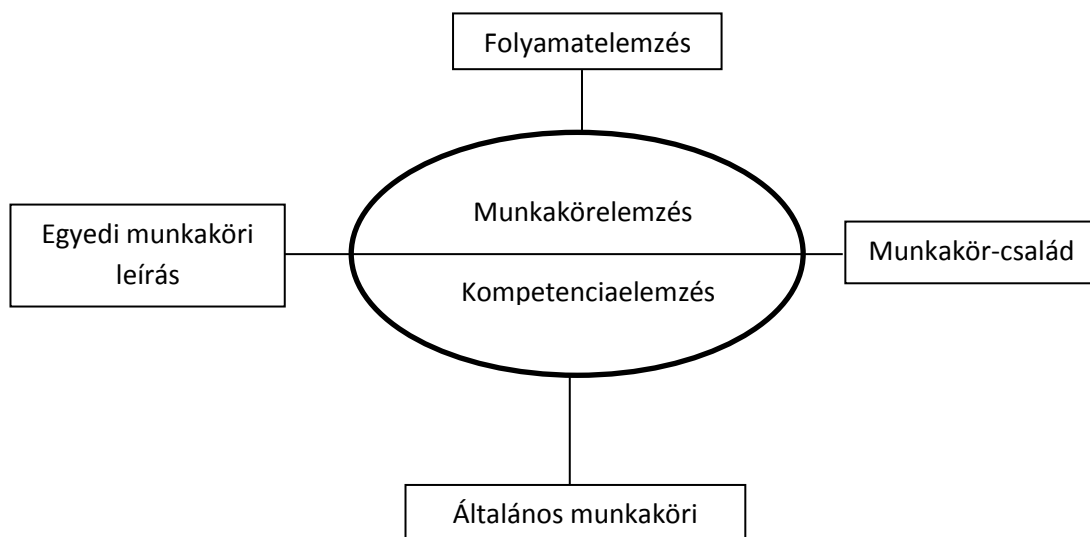 Folyamatelemzés
Munkakörelemzés
Egyedi munkaköri
leírás
Munkakör-család
Kompetenciaelemzés
Általános munkaköri